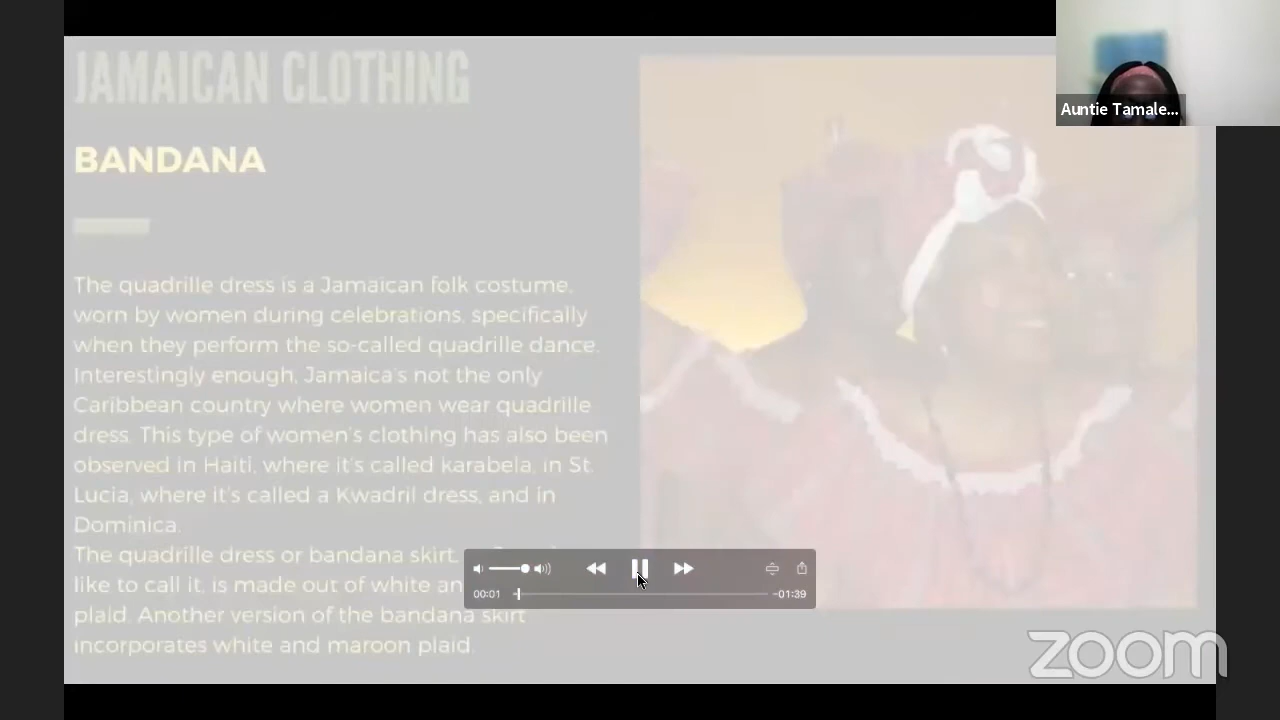 JAMAICAN CLOTHING
Auntie Tamale...
BANDANA
The quadrille dress is a Jamaican folk costume,
worn by women during celebrations, specifically
when they perform the so-called quadrille dance.
Interestingly enough, Jamaica's not the only
Caribbean country where women wear quadrille
dress. This type of women's clothing has also been
observed in Haiti, where it's called karabela, in St.
Lucia, where it's called a Kwadril dress, and in
Dominica.
The quadrille dress or bandana skirt,
like to call it, is made out of white
plaid. Another version of the bandana skirt
incorporates white and maroon plaid.
00:01
-01:39
zoom